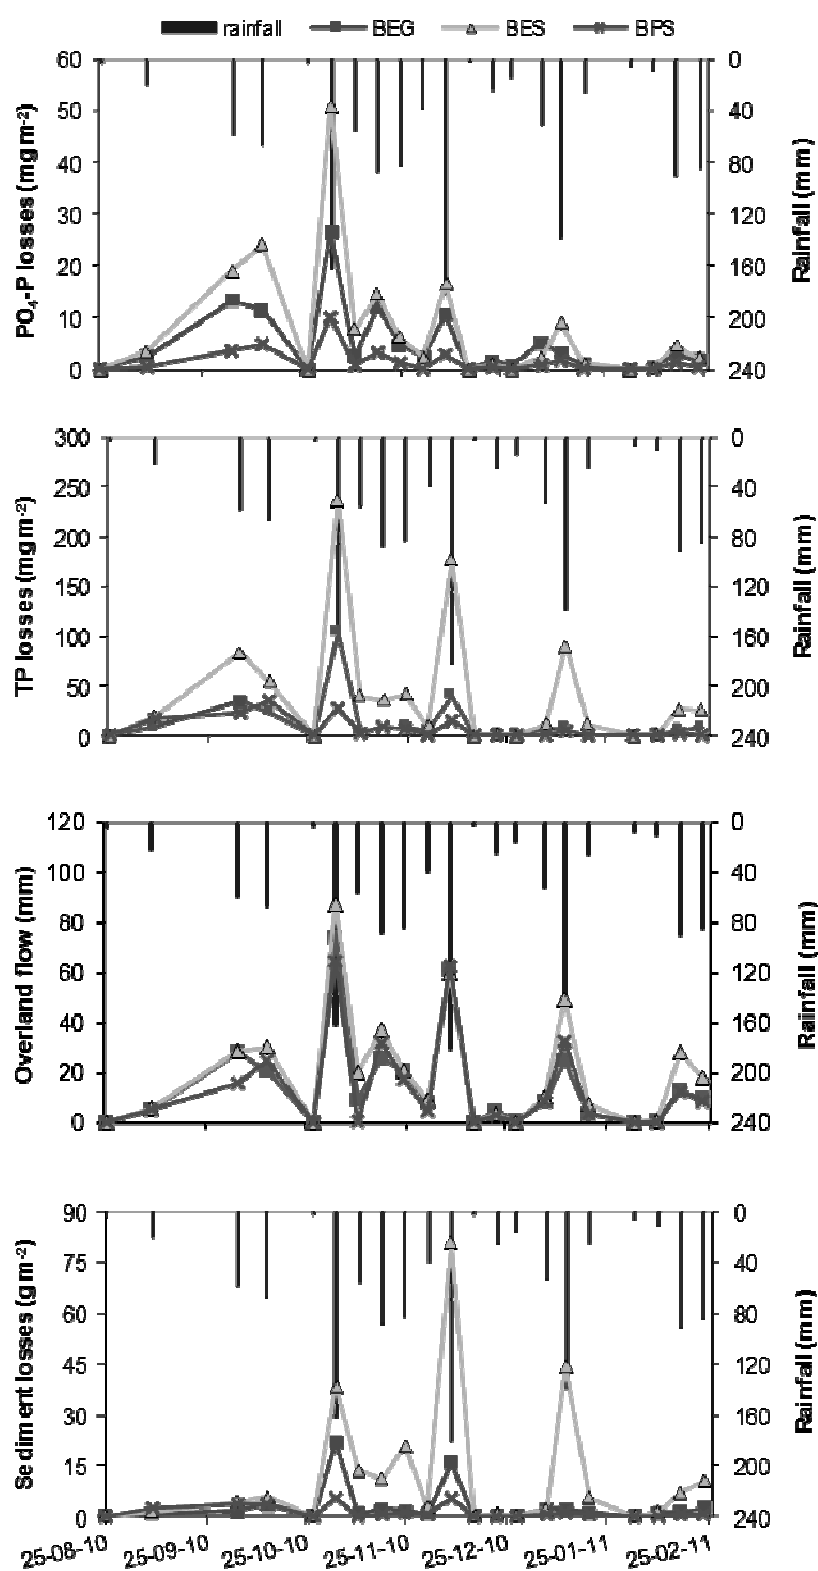 rainfall BEG BES BPS
60 0
50 40
40 80
30 120
20 160
10 200
0 240
PO4-P losses (mg m-2)
Rainfall (mm)
300 0
250 40
200 80
150 120
100 160
50 200
0 240
TP losses (mg m-2)
Rainfall (mm)
120 0
100 40
80 80
60 120
40 160
20 200
0 240
Overland flow (mm)
Rainfall (mm)
90 0
75 40
60 80
45 120
30 160
15 200
0 240
Sediment losses (g m-2)
Rainfall (mm)
25-08-10 25-09-10 25-10-10 25-11-10 25-12-10 25-01-11 25-02-11